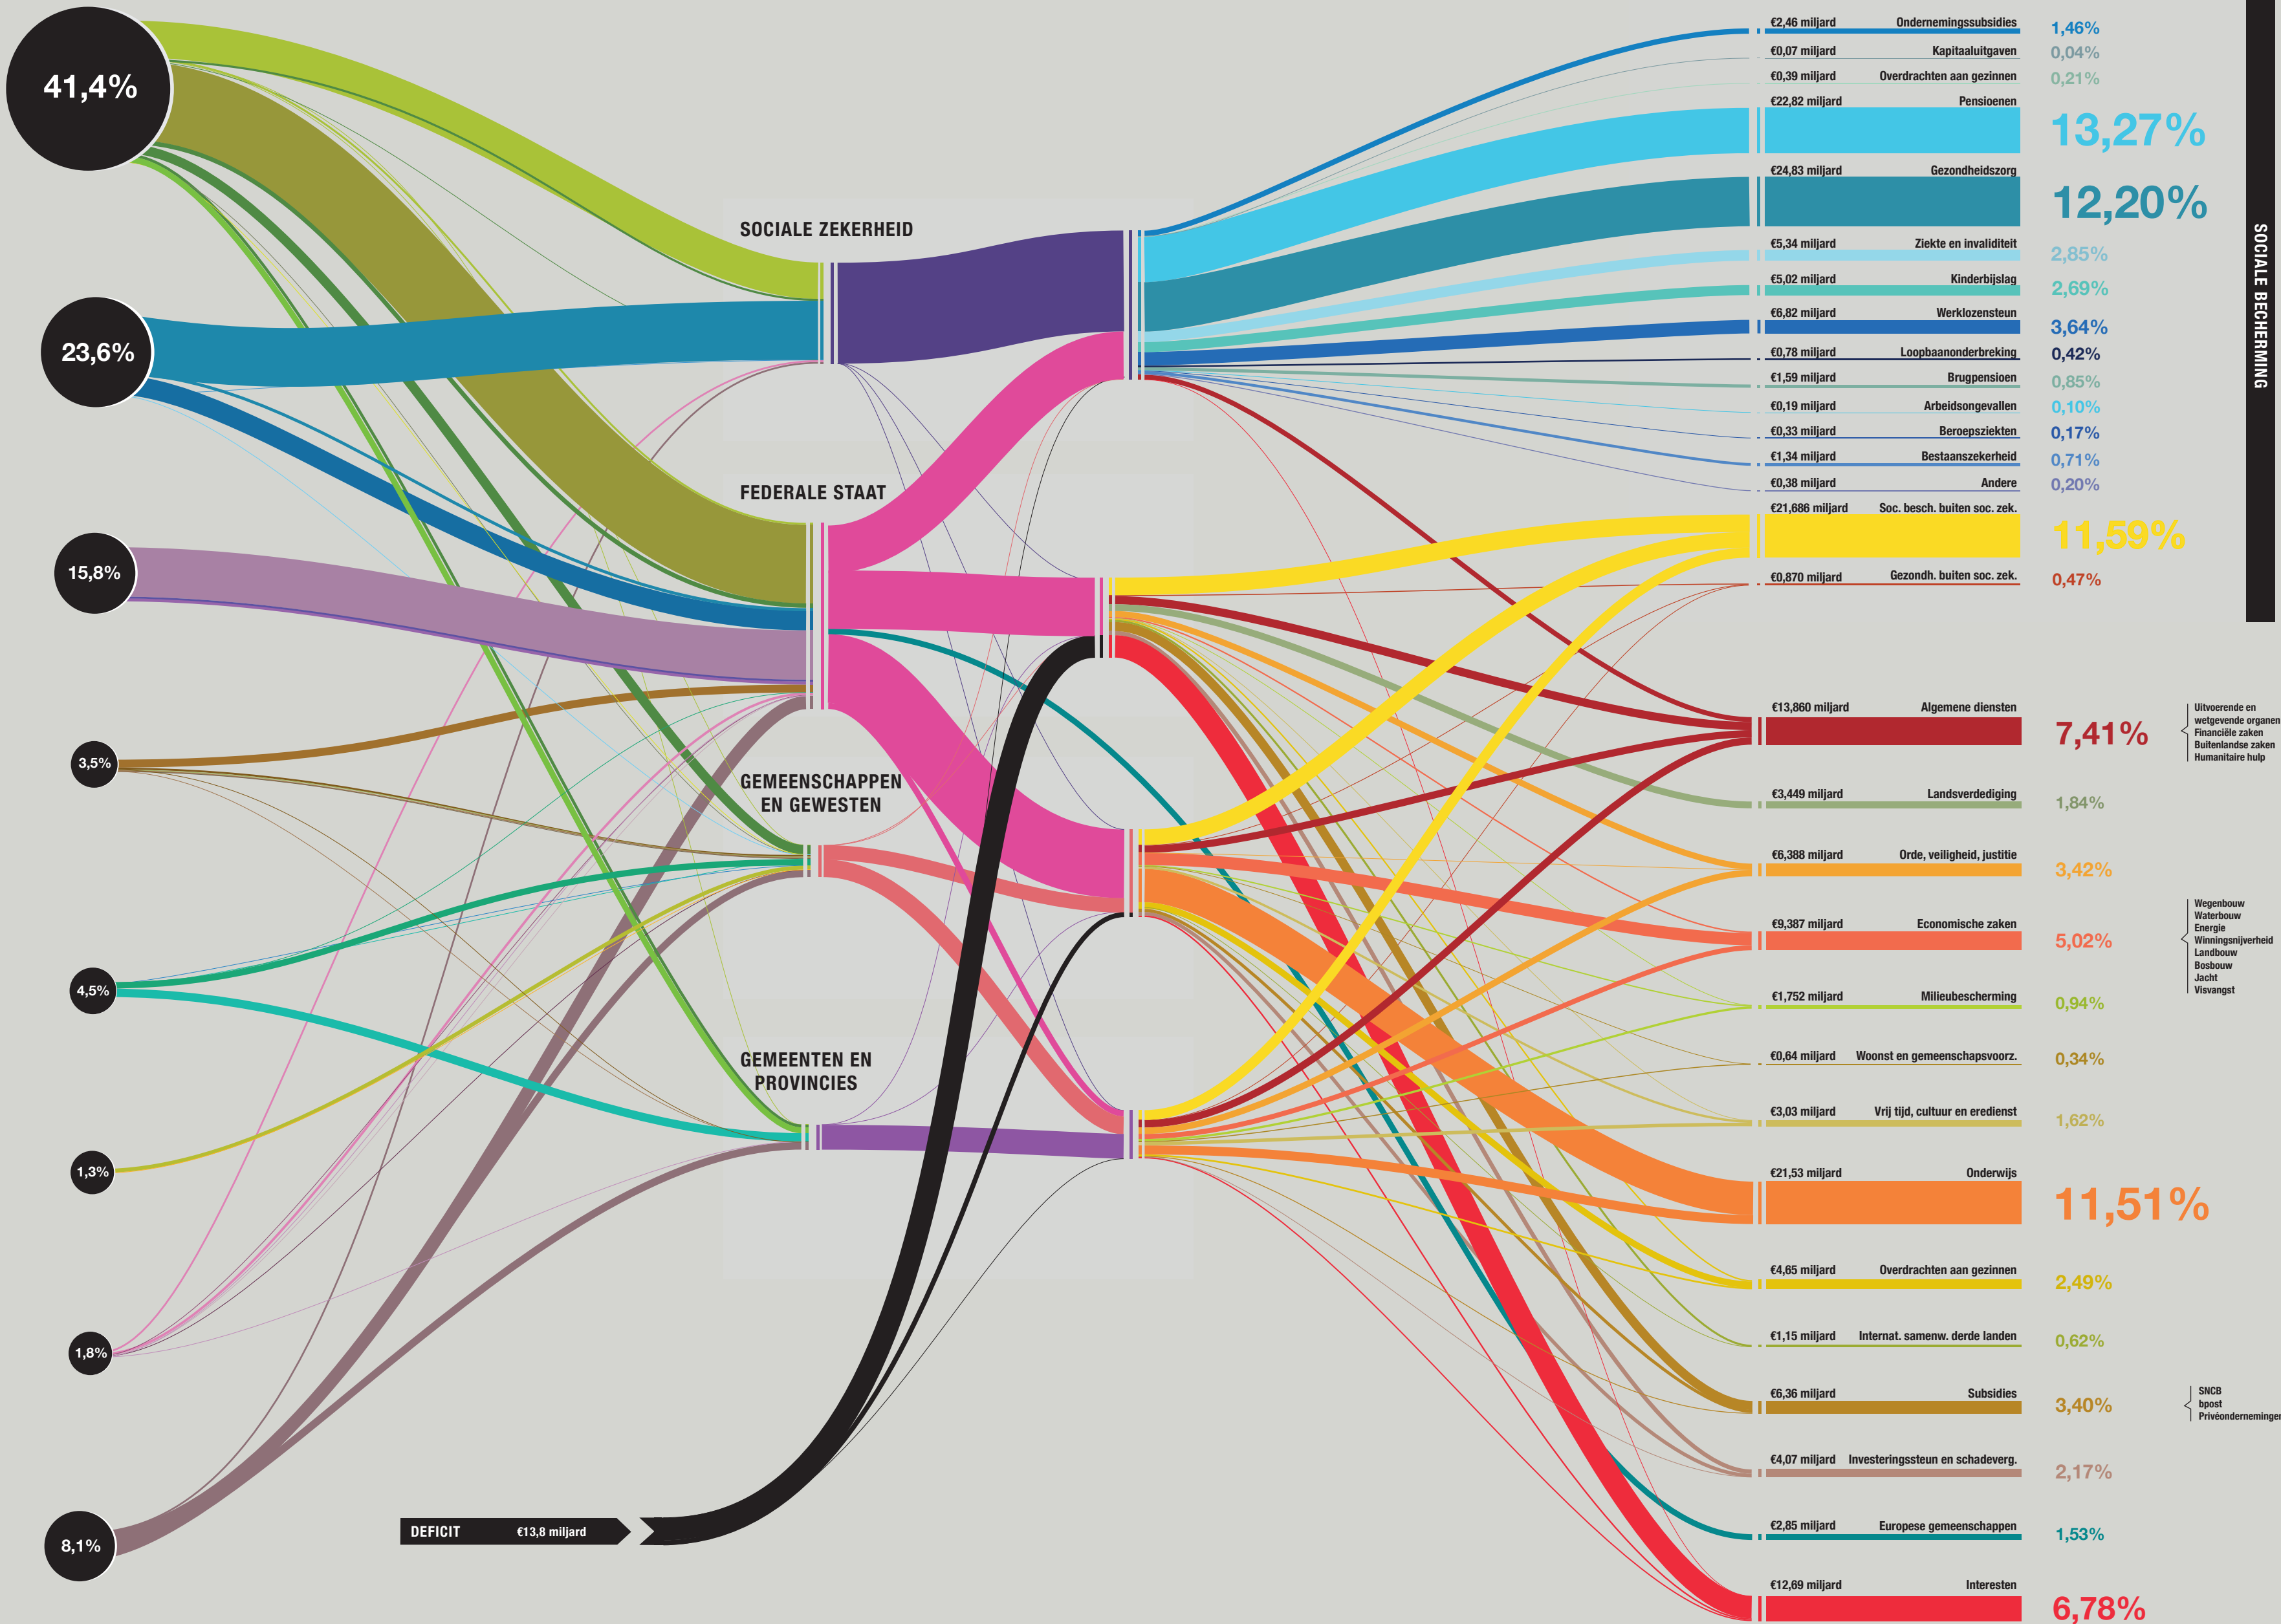 41,4%
23,6%
15,8%
3,5%
4,5%
1,3%
1,8%
8,1%
SOCIALE ZEKERHEID
FEDERALE STAAT
GEMEENSCHAPPEN
EN GEWESTEN
GEMEENTEN EN
PROVINCIES
DEFICIT €13,8 miljard
€2,46 miljard Ondernemingssubsidies 1,46%
€0,07 miljard Kapitaaluitgaven 0,04%
€0,39 miljard Overdrachten aan gezinnen 0,21%
€22,82 miljard Pensioenen 13,27%
€24,83 miljard Gezondheidszorg 12,20%
€5,34 miljard Ziekte en invaliditeit 2,85%
€5,02 miljard Kinderbijslag 2,69%
€6,82 miljard Werklozensteun 3,64%
€0,78 miljard Loopbaanonderbreking 0,42%
€1,59 miljard Brugpensioen 0,85%
€0,19 miljard Arbeidsongevallen 0,10%
€0,33 miljard Beroepsziekten 0,17%
€1,34 miljard Bestaanszekerheid 0,71%
€0,38 miljard Andere 0,20%
€21,686 miljard Soc. besch. buiten soc. zek. 11,59%
€0,870 miljard Gezondh. buiten soc. zek. 0,47%
SOCIALE BECHERMING
€13,860 miljard Algemene diensten 7,41%
Uitvoerende en
wetgevende organen
Financiële zaken
Buitenlandse zaken
Humanitaire hulp
€3,449 miljard Landsverdediging 1,84%
€6,388 miljard Orde, veiligheid, justitie 3,42%
€9,387 miljard Economische zaken 5,02%
Wegenbouw
Waterbouw
Energie
Winningsnijverheid
Landbouw
Bosbouw
Jacht
Visvangst
€1,752 miljard Milieubescherming 0,94%
€0,64 miljard Woonst en gemeenschapsvoorz. 0,34%
€3,03 miljard Vrij tijd, cultuur en eredienst 1,62%
€21,53 miljard Onderwijs 11,51%
€4,65 miljard Overdrachten aan gezinnen 2,49%
€1,15 miljard Internat. samenw. derde landen 0,62%
€6,36 miljard Subsidies 3,40%
SNCB
bpost
Privéondernemingen
€4,07 miljard Investeringssteun en schadeverg. 2,17%
€2,85 miljard Europese gemeenschappen 1,53%
€12,69 miljard Interesten 6,78%